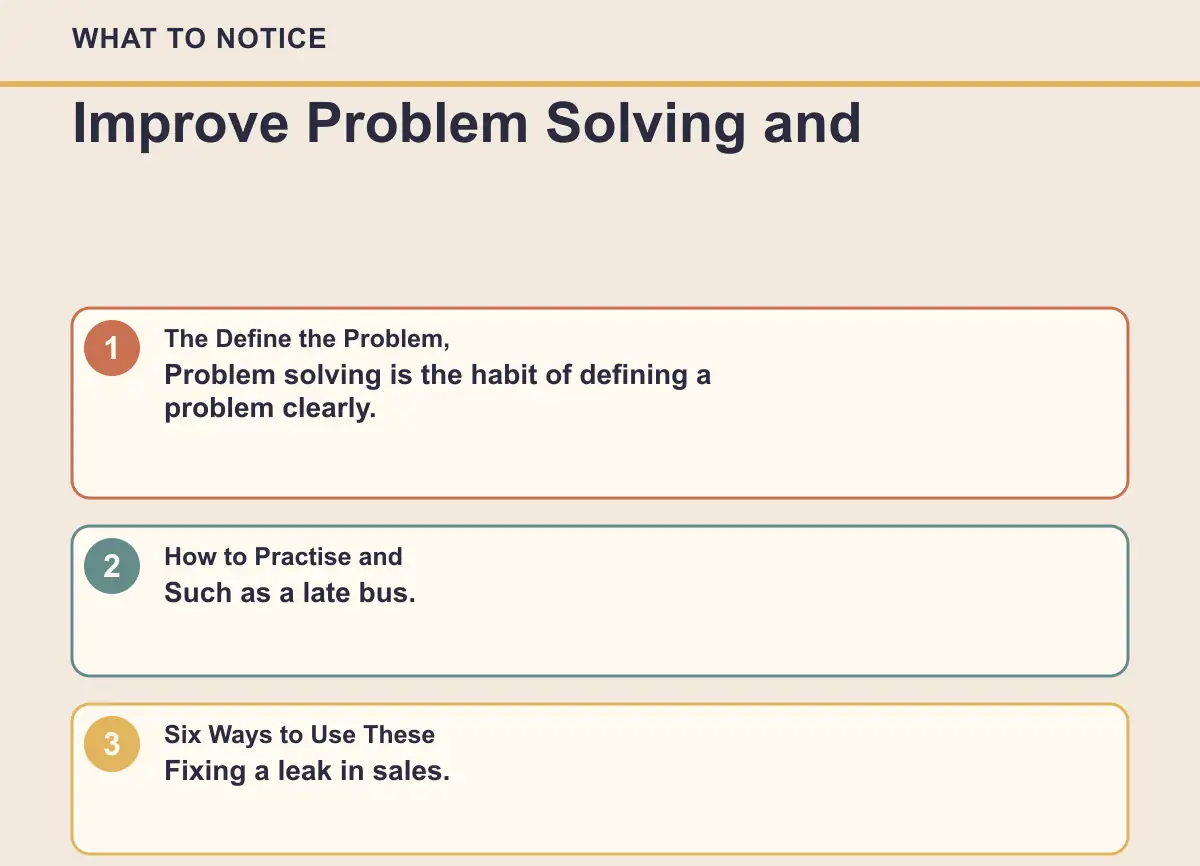 WHAT TO NOTICE
Improve Problem Solving and
1
The Define the Problem,
Problem solving is the habit of defining a
problem clearly.
2
How to Practise and
Such as a late bus.
3
Six Ways to Use These
Fixing a leak in sales.